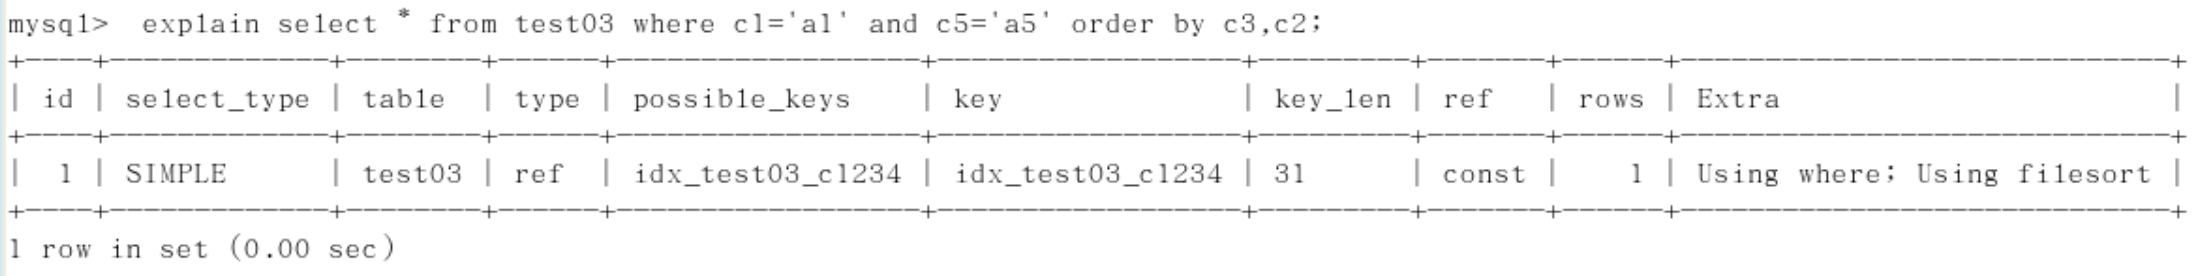 mysql>  explain select * from test03 where c1='a1' and c5='a5' order by c3,c2;
+----+-------------+--------+------+------------------+------------------+---------+-------+------+-----------------------------+
| id | select_type | table  | type | possible_keys    | key              | key_len | ref   | rows | Extra                       |
+----+-------------+--------+------+------------------+------------------+---------+-------+------+-----------------------------+
|  1 | SIMPLE      | test03 | ref  | idx_test03_c1234 | idx_test03_c1234 | 31      | const |    1 | Using where; Using filesort |
+----+-------------+--------+------+------------------+------------------+---------+-------+------+-----------------------------+
1 row in set (0.00 sec)